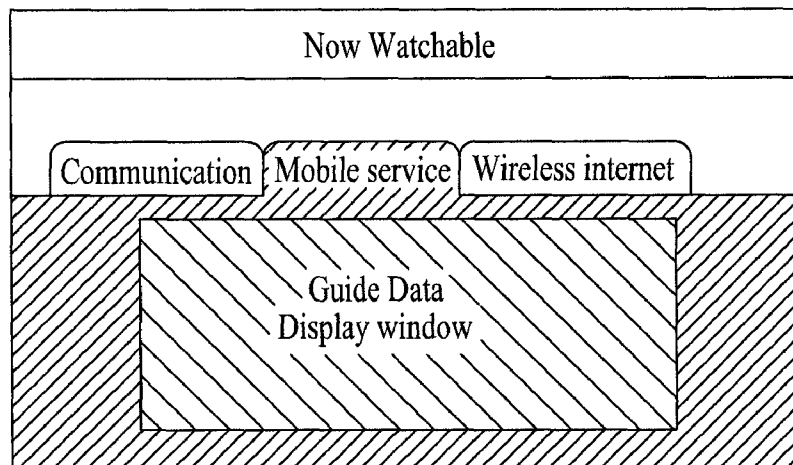 Now Watchable
Communication Mobile service Wireless internet
Guide Data
Display window